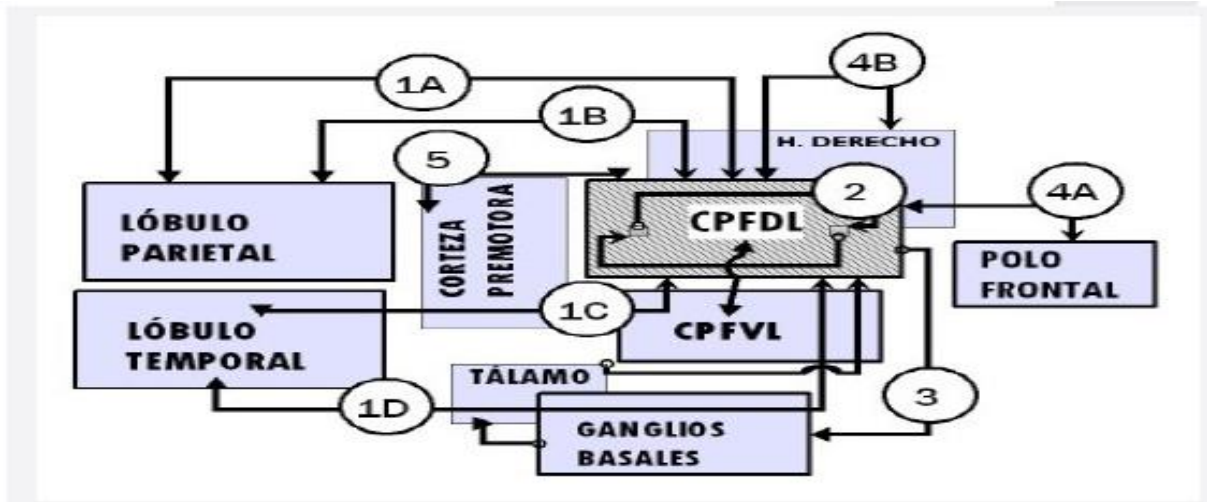 1A
4B
1B
H. DERECHO
5
2
4A
LÓBULO
PARIETAL
CORTEZA
PREMOTORA
CPFDL
POLO
FRONTAL
LÓBULO
TEMPORAL
1C
CPFVL
TÁLAMO
1D
3
GANGLIOS
BASALES